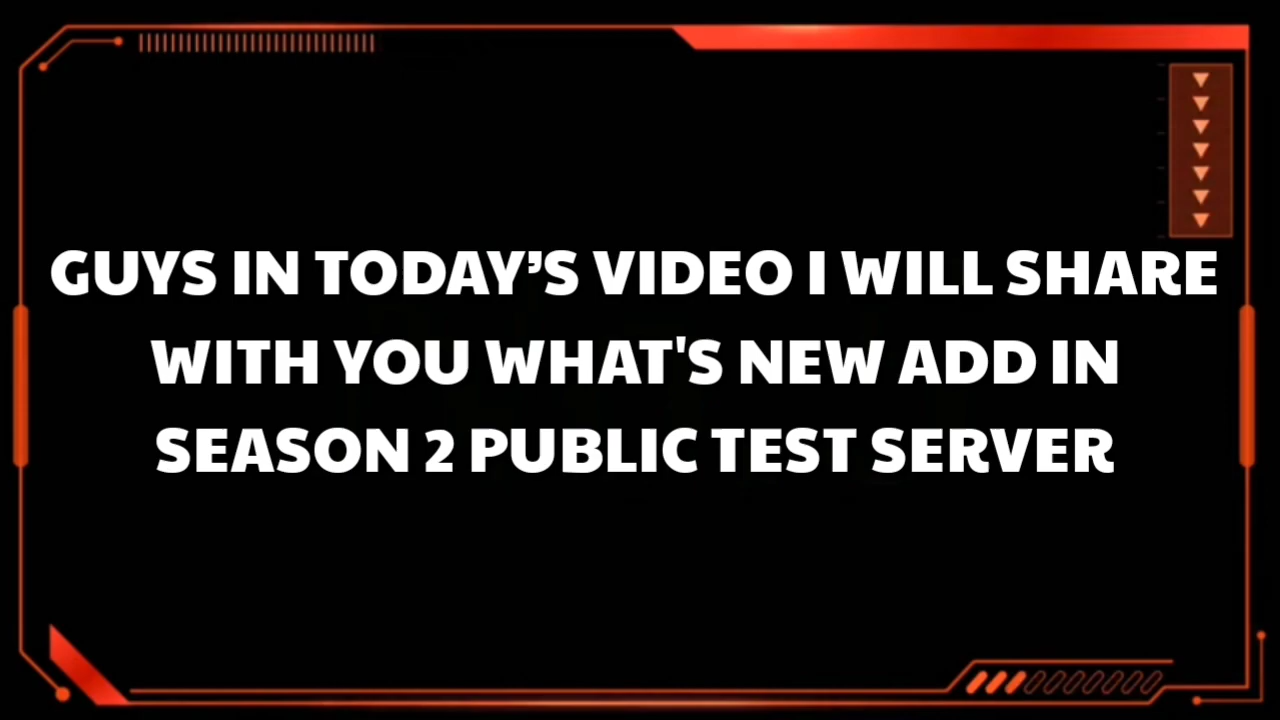 GUYS IN TODAY’S VIDEO I WILL SHARE
WITH YOU WHAT'S NEW ADD IN
SEASON 2 PUBLIC TEST SERVER